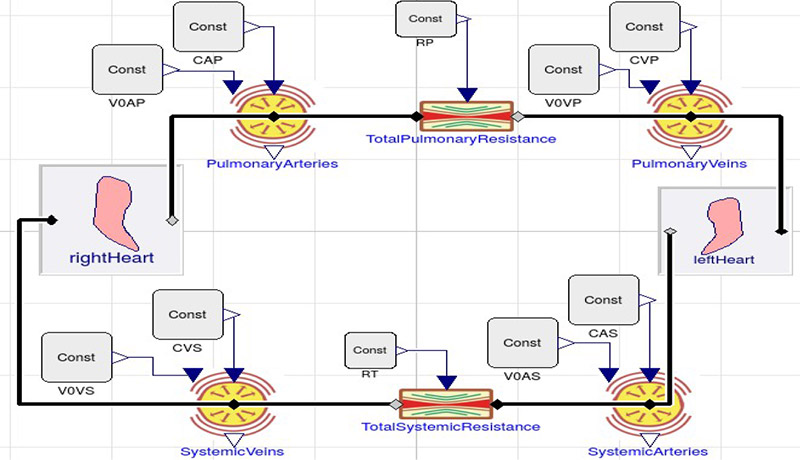 Const
CAP
Const
RP
Const
CVP
Const
V0AP
Const
V0VP
PulmonaryArteries
TotalPulmonaryResistance
PulmonaryVeins
rightHeart
leftHeart
Const
CVS
Const
CAS
Const
V0VS
Const
RT
Const
V0AS
SystemicVeins
TotalSystemicResistance
SystemicArteries